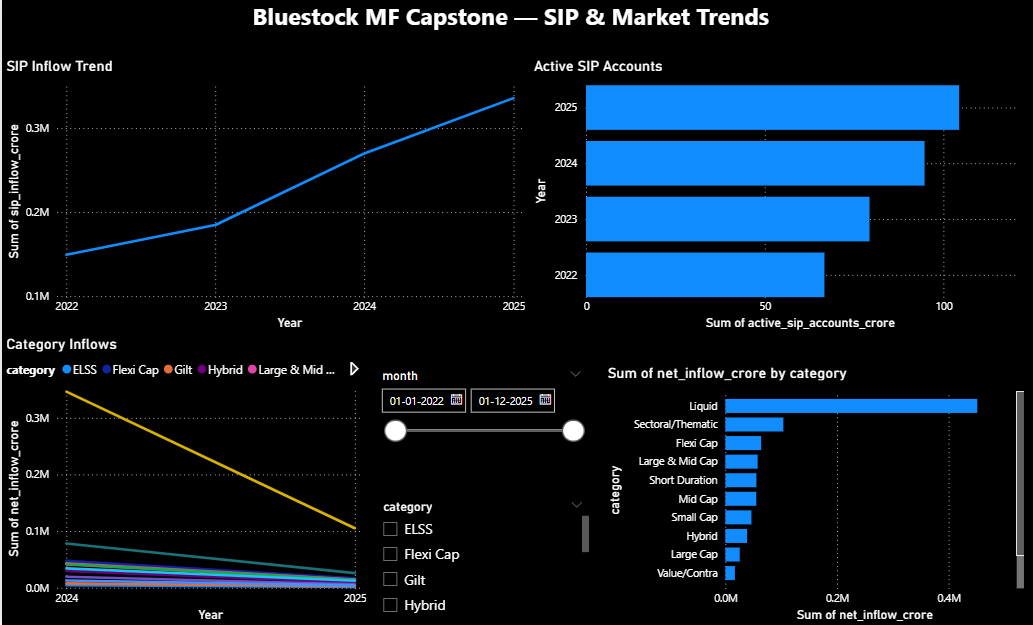 Bluestock MF Capstone — SIP & Market Trends
SIP Inflow Trend
Sum of sip_inflow_crore
0.3M
0.2M
0.1M
2022 2023 2024 2025
Year
Active SIP Accounts
Year
2025
2024
2023
2022
0 50 100
Sum of active_sip_accounts_crore
Category Inflows
category ELSS Flexi Cap Gilt Hybrid Large & Mid ...
Sum of net_inflow_crore
0.3M
0.2M
0.1M
0.0M
2024 2025
Year
month
01-01-2022 01-12-2025
category
ELSS
Flexi Cap
Gilt
Hybrid
Sum of net_inflow_crore by category
category
Liquid
Sectoral/Thematic
Flexi Cap
Large & Mid Cap
Short Duration
Mid Cap
Small Cap
Hybrid
Large Cap
Value/Contra
0.0M 0.2M 0.4M
Sum of net_inflow_crore